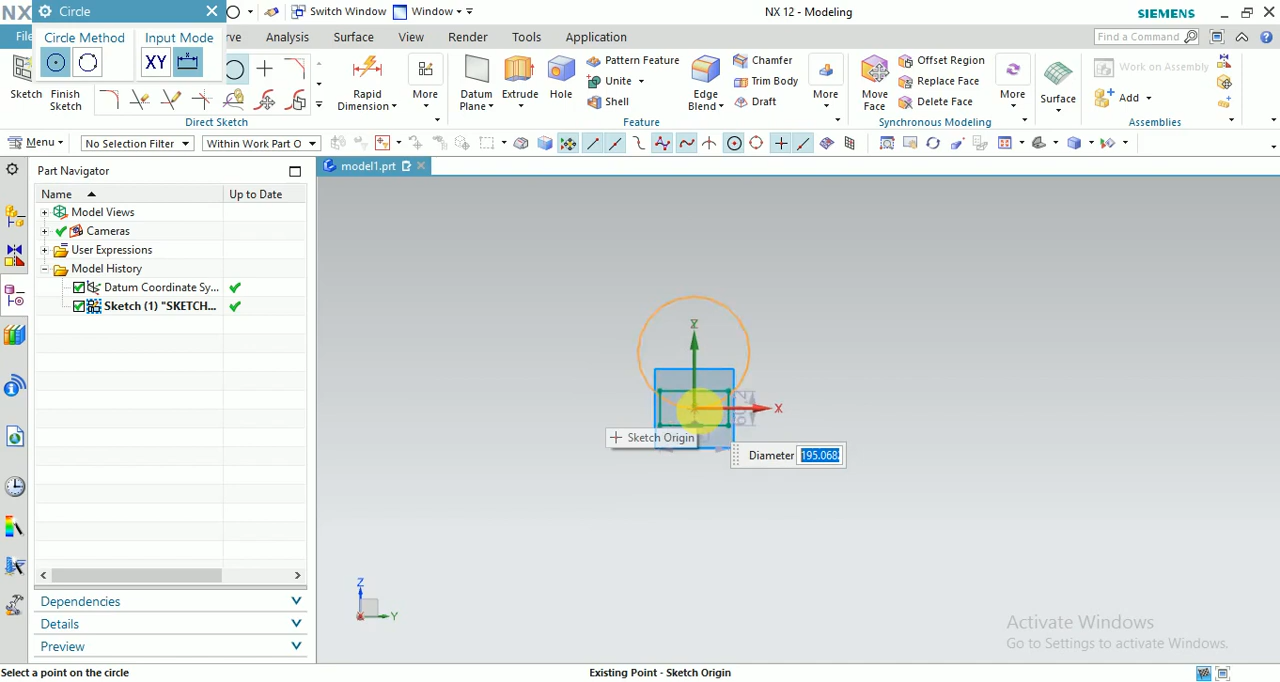 NX Circle
Switch Window
Window
NX 12 - Modeling
SIEMENS
Circle Method
Input Mode
XY
Analysis
Surface
View
Render
Tools
Application
Find a Command
Sketch
Finish Sketch
Direct Sketch
Rapid Dimension
More
Datum Plane
Extrude
Hole
Pattern Feature
Unite
Shell
Edge Blend
Chamfer
Trim Body
Draft
More
Feature
Move Face
Offset Region
Replace Face
Delete Face
More
Synchronous Modeling
Surface
Work on Assembly
Add
Assemblies
Menu
No Selection Filter
Within Work Part O
Part Navigator
model1.prt
Name
Up to Date
Model Views
Cameras
User Expressions
Model History
Datum Coordinate Sy...
Sketch (1) "SKETCH...
Z
X
Sketch Origin
Diameter 195.068
Z
Y
X
Dependencies
Details
Preview
Activate Windows
Go to Settings to activate Windows.
Select a point on the circle
Existing Point - Sketch Origin